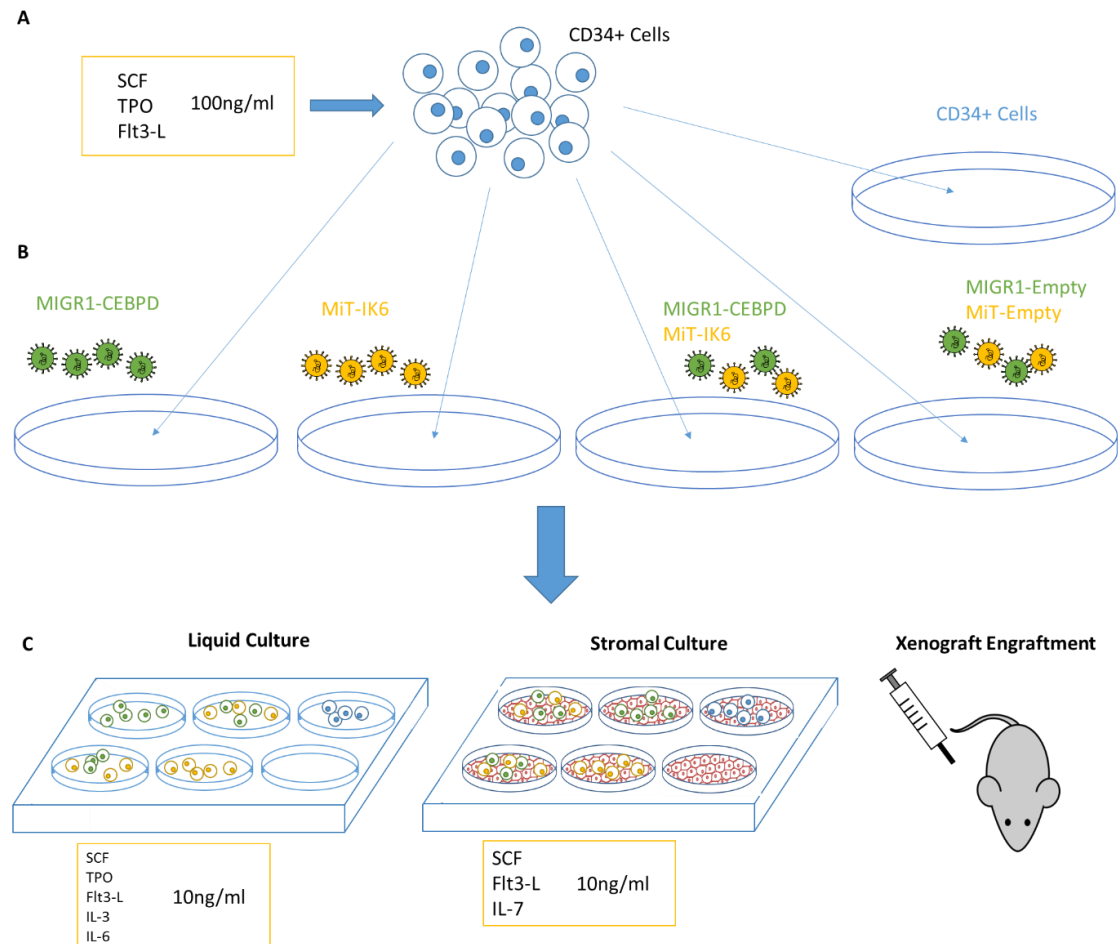 A
CD34+ Cells
SCF
TPO
Flt3-L
100ng/ml
CD34+ Cells
B
MIGR1-CEBPD
MiT-IK6
MIGR1-CEBPD
MiT-IK6
MIGR1-Empty
MiT-Empty
C
Liquid Culture
Stromal Culture
Xenograft Engraftment
SCF
TPO
Flt3-L
IL-3
IL-6
10ng/ml
SCF
Flt3-L
IL-7
10ng/ml